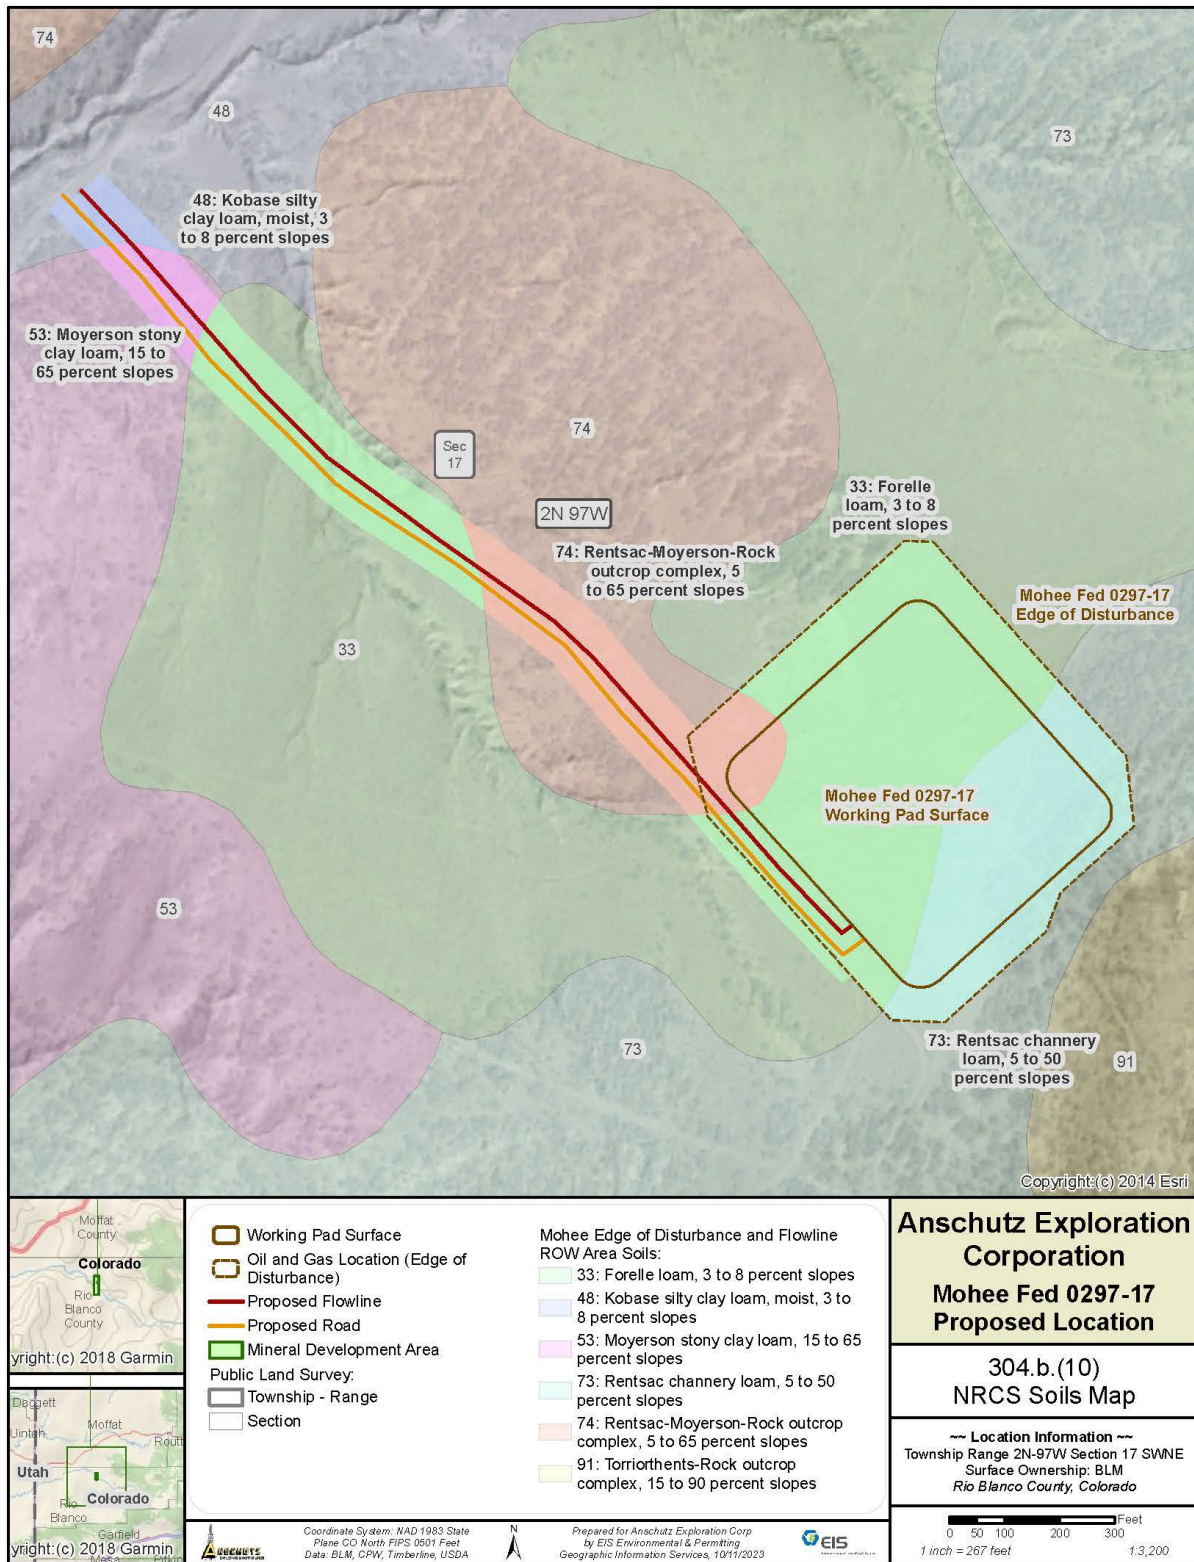 74
48
73
48: Kobase silty
clay loam, moist, 3
to 8 percent slopes
53: Moyerson stony
clay loam, 15 to
65 percent slopes
74
Sec
17
2N 97W
33: Forelle
loam, 3 to 8
percent slopes
74: Rentsac-Moyerson-Rock
outcrop complex, 5
to 65 percent slopes
Mohee Fed 0297-17
Edge of Disturbance
33
Mohee Fed 0297-17
Working Pad Surface
53
73
73: Rentsac channery
loam, 5 to 50
percent slopes
91
Copyright:(c) 2014 Esri
Moffat
County
Colorado
Rio
Blanco
County
yright:(c) 2018 Garmin
Daggett
Uintah
Moffat
Routt
Utah
Colorado
Rio
Blanco
Garfield
Mesa
yright:(c) 2018 Garmin
Working Pad Surface
Oil and Gas Location (Edge of
Disturbance)
Proposed Flowline
Proposed Road
Mineral Development Area
Public Land Survey:
Township - Range
Section
Mohee Edge of Disturbance and Flowline
ROW Area Soils:
33: Forelle loam, 3 to 8 percent slopes
48: Kobase silty clay loam, moist, 3 to
8 percent slopes
53: Moyerson stony clay loam, 15 to 65
percent slopes
73: Rentsac channery loam, 5 to 50
percent slopes
74: Rentsac-Moyerson-Rock outcrop
complex, 5 to 65 percent slopes
91: Torriorthents-Rock outcrop
complex, 15 to 90 percent slopes
Anschutz Exploration
Corporation
Mohee Fed 0297-17
Proposed Location
304.b.(10)
NRCS Soils Map
~~ Location Information ~~
Township Range 2N-97W Section 17 SWNE
Surface Ownership: BLM
Rio Blanco County, Colorado
Feet
0 50 100 200 300
1 inch = 267 feet 1:3,200
ANSCHUTZ
Coordinate System: NAD 1983 State
Plane CO North FIPS 0501 Feet
Data: BLM, CPW, Timberline, USDA
N
Prepared for Anschutz Exploration Corp
by EIS Environmental & Permitting
Geographic Information Services, 10/11/2023
EIS